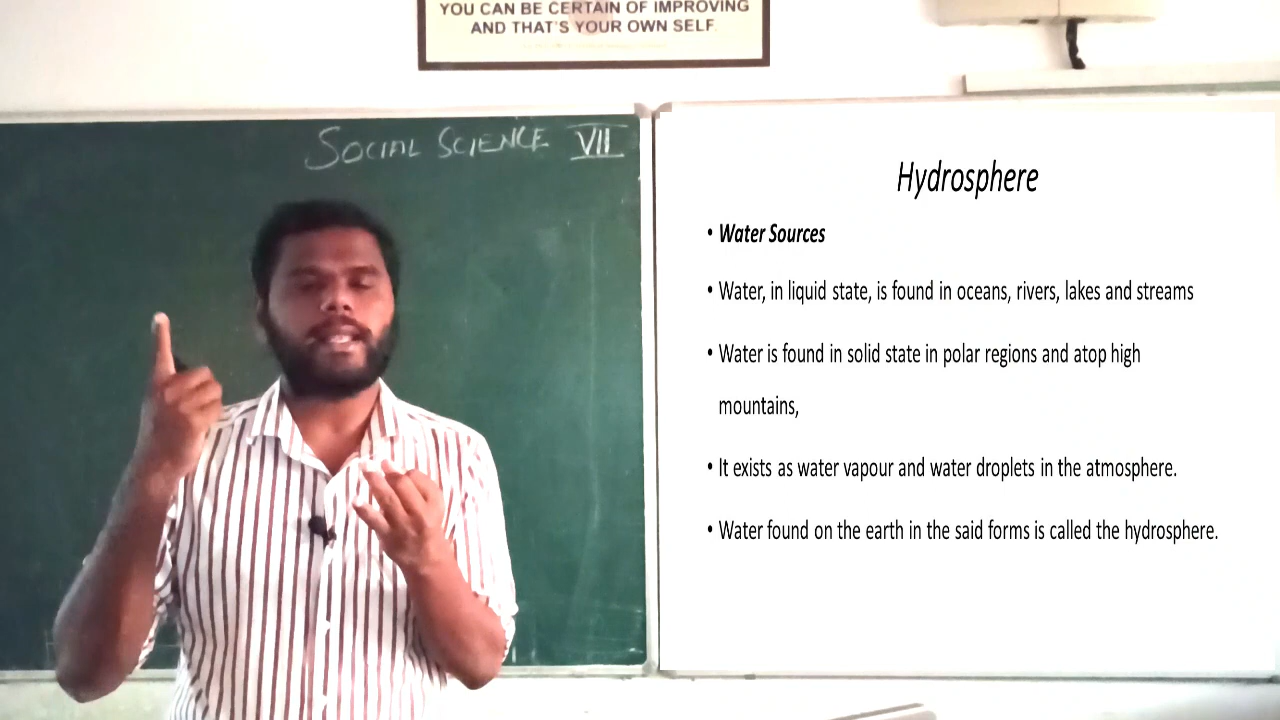 YOU CAN BE CERTAIN OF IMPROVING
AND THAT'S YOUR OWN SELF.
SOCIAL SCIENCE VII
Hydrosphere
• Water Sources
• Water, in liquid state, is found in oceans, rivers, lakes and streams
• Water is found in solid state in polar regions and atop high
mountains,
• It exists as water vapour and water droplets in the atmosphere.
• Water found on the earth in the said forms is called the hydrosphere.